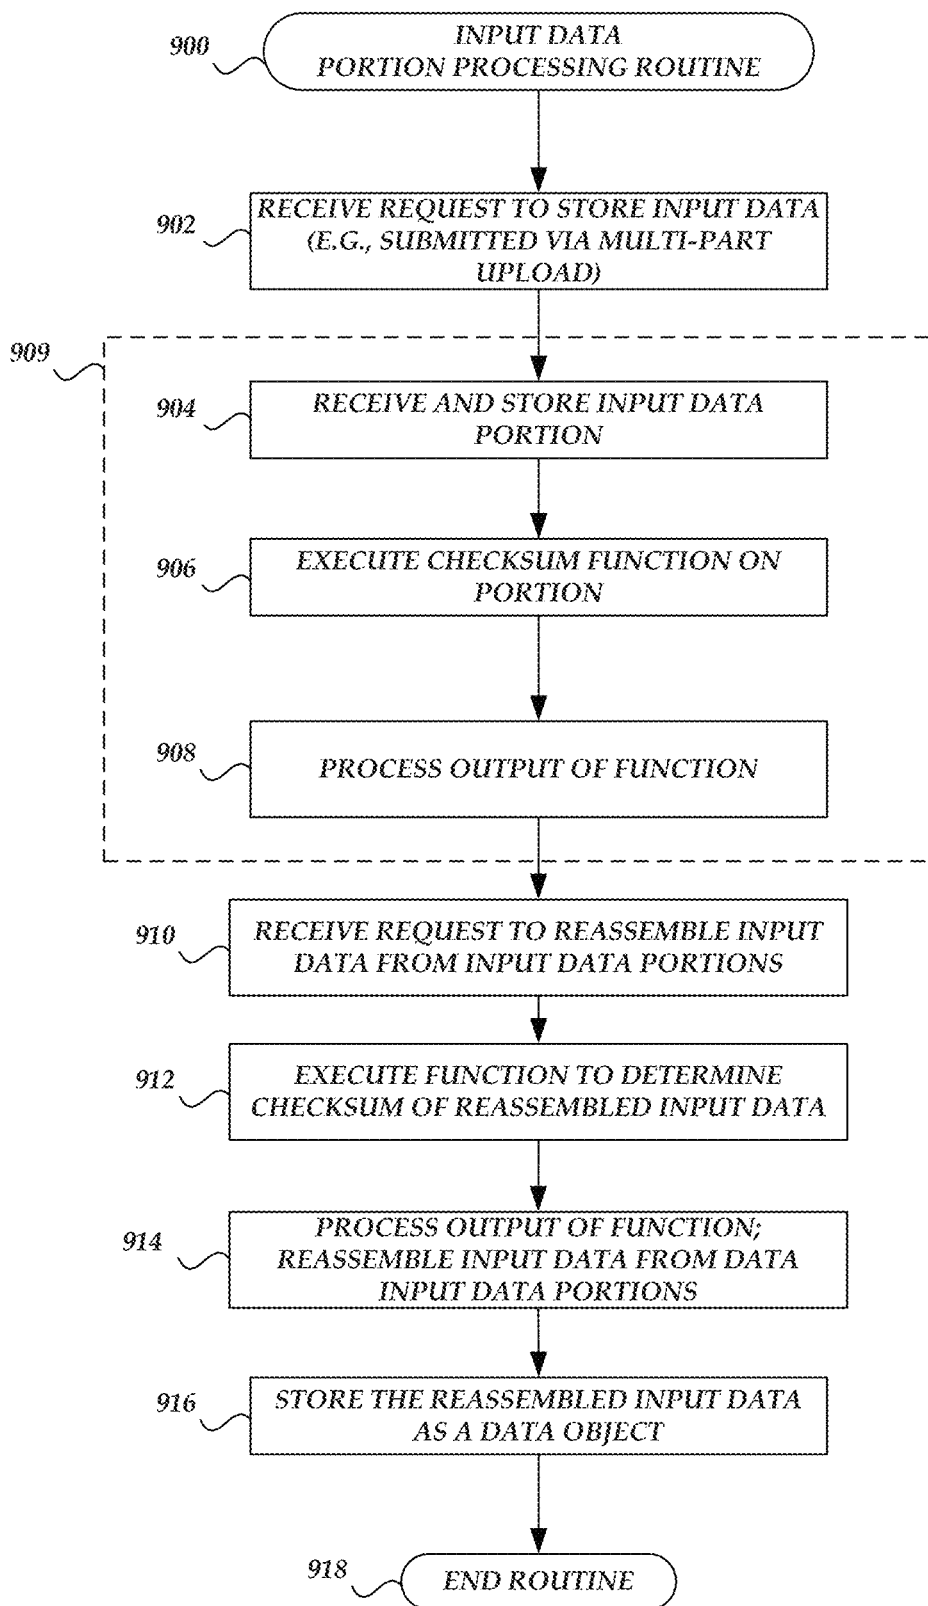 900
INPUT DATA
PORTION PROCESSING ROUTINE
902
RECEIVE REQUEST TO STORE INPUT DATA
(E.G., SUBMITTED VIA MULTI-PART
UPLOAD)
909
904
RECEIVE AND STORE INPUT DATA
PORTION
906
EXECUTE CHECKSUM FUNCTION ON
PORTION
908
PROCESS OUTPUT OF FUNCTION
910
RECEIVE REQUEST TO REASSEMBLE INPUT
DATA FROM INPUT DATA PORTIONS
912
EXECUTE FUNCTION TO DETERMINE
CHECKSUM OF REASSEMBLED INPUT DATA
914
PROCESS OUTPUT OF FUNCTION;
REASSEMBLE INPUT DATA FROM DATA
INPUT DATA PORTIONS
916
STORE THE REASSEMBLED INPUT DATA
AS A DATA OBJECT
918
END ROUTINE